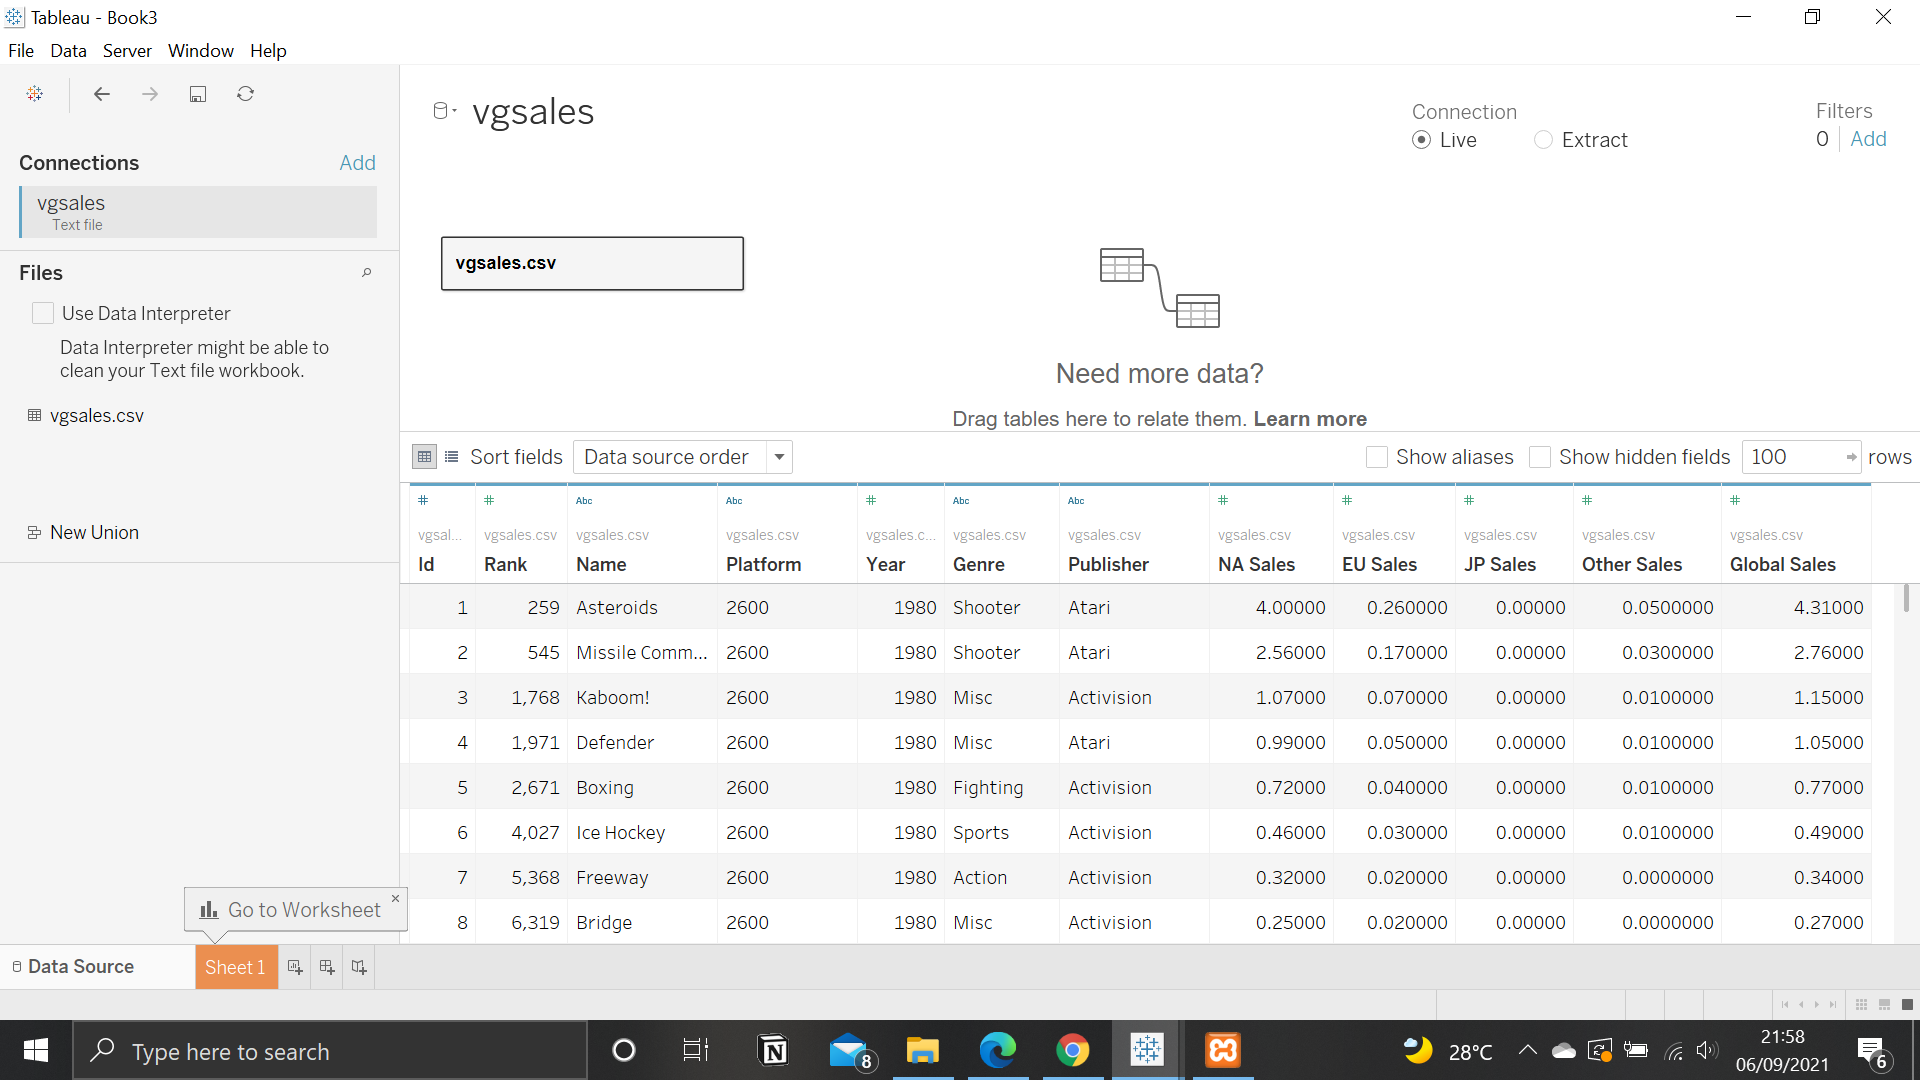 Tableau - Book3
File Data Server Window Help
Connections Add
vgsales
Text file
Files
Use Data Interpreter
Data Interpreter might be able to
clean your Text file workbook.
vgsales.csv
New Union
vgsales
Connection
Live Extract
Filters
0 Add
vgsales.csv
Need more data?
Drag tables here to relate them. Learn more
Sort fields Data source order Show aliases Show hidden fields 100 rows
# # Abc Abc # Abc Abc # # # # #
vgsal... vgsales.csv vgsales.csv vgsales.csv vgsales.c... vgsales.csv vgsales.csv vgsales.csv vgsales.csv vgsales.csv vgsales.csv vgsales.csv
Id Rank Name Platform Year Genre Publisher NA Sales EU Sales JP Sales Other Sales Global Sales
1 259 Asteroids 2600 1980 Shooter Atari 4.00000 0.260000 0.00000 0.0500000 4.31000
2 545 Missile Comm... 2600 1980 Shooter Atari 2.56000 0.170000 0.00000 0.0300000 2.76000
3 1,768 Kaboom! 2600 1980 Misc Activision 1.07000 0.070000 0.00000 0.0100000 1.15000
4 1,971 Defender 2600 1980 Misc Atari 0.99000 0.050000 0.00000 0.0100000 1.05000
5 2,671 Boxing 2600 1980 Fighting Activision 0.72000 0.040000 0.00000 0.0100000 0.77000
6 4,027 Ice Hockey 2600 1980 Sports Activision 0.46000 0.030000 0.00000 0.0100000 0.49000
7 5,368 Freeway 2600 1980 Action Activision 0.32000 0.020000 0.00000 0.0000000 0.34000
8 6,319 Bridge 2600 1980 Misc Activision 0.25000 0.020000 0.00000 0.0000000 0.27000
Go to Worksheet
Data Source Sheet 1
Type here to search
N
8
28°C
21:58
06/09/2021
6